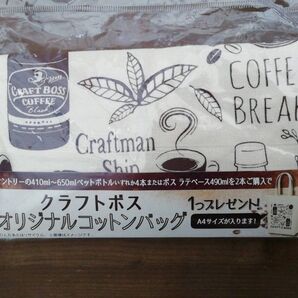 CRAFT BOSS
COFFEE
Black
COFFEE
BREAK
Craftman
Ship
ントリーの410ml～650mlペットボトルいずれか4本またはボス ラテベース490mlを2本ご購入で
クラフトボス
オリジナルコットンバッグ
1つプレゼント!
A4サイズが入ります!